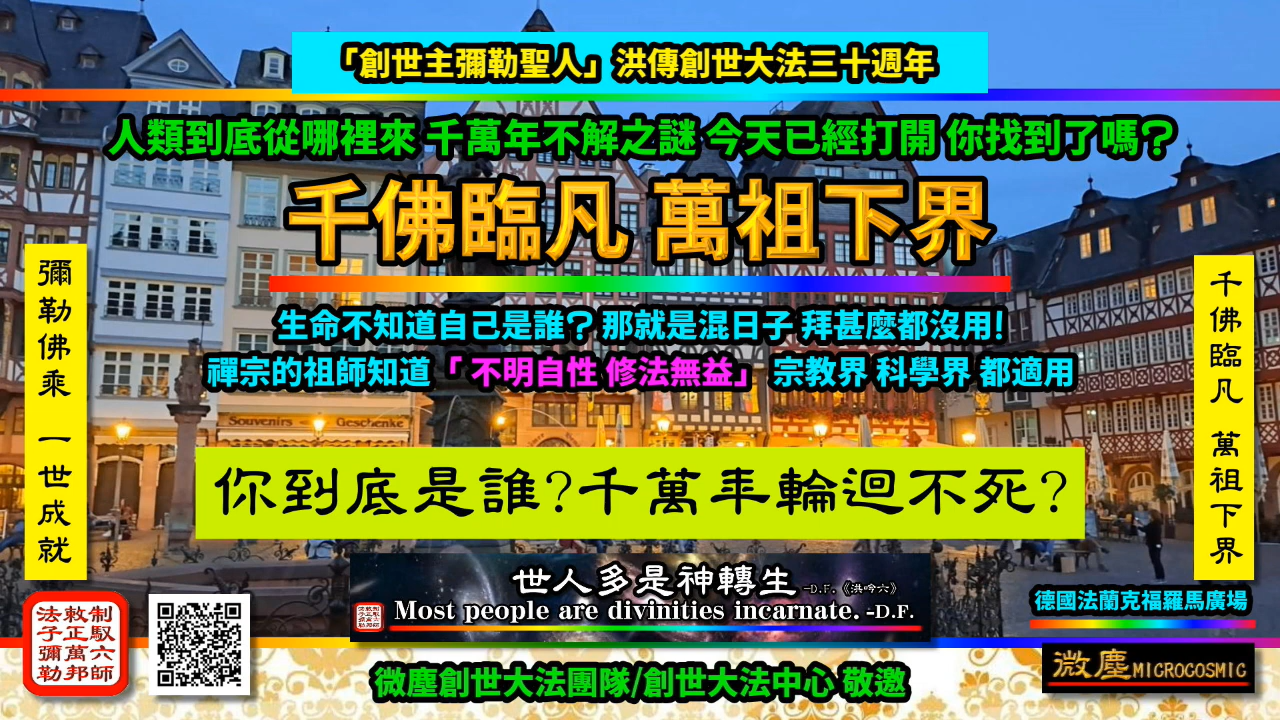 「創世主彌勒聖人」洪傳創世大法三十週年
人類到底從哪裡來 千萬年不解之謎 今天已經打開 你找到了嗎?
千佛臨凡 萬祖下界
彌勒佛乘 一世成就
千佛臨凡 萬祖下界
生命不知道自己是誰? 那就是混日子 拜甚麼都沒用!
禪宗的祖師知道「 不明自性 修法無益」 宗教界 科學界 都適用
Souvenirs Geschenke
你到底是誰?千萬年輪迴不死?
世人多是神轉生 -D.F.《洪吟六》
Most people are divinities incarnate. -D.F.
德國法蘭克福羅馬廣場
制馭六師
敕正萬邦
法子彌勒
微塵MICROCOSMIC
微塵創世大法團隊/創世大法中心 敬邀